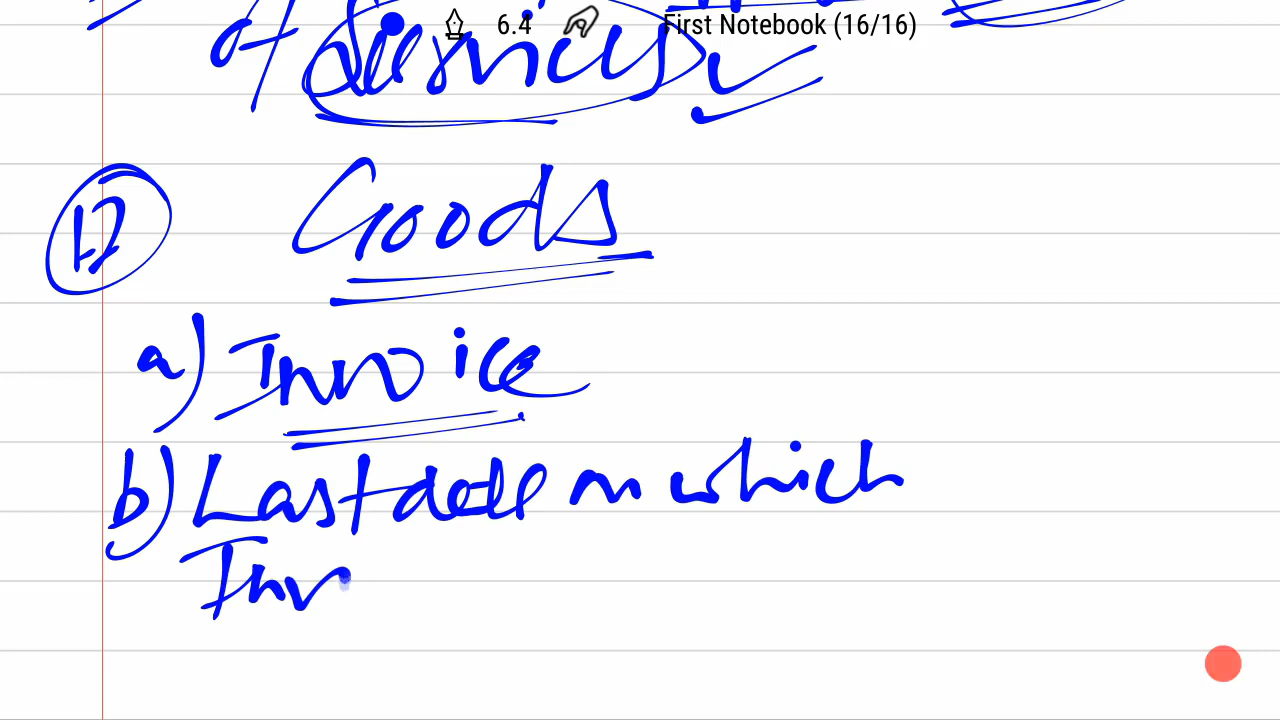 6.4 First Notebook (16/16)
of Services
12 Goods
a) Invoice
b) Last date on which
Inv